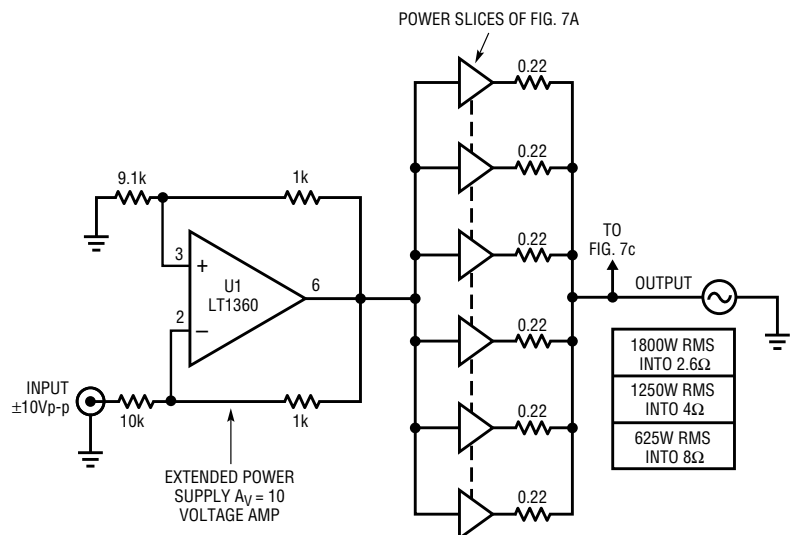 POWER SLICES OF FIG. 7A
0.22
0.22
0.22
0.22
0.22
0.22
9.1k
1k
3
+
U1
LT1360
6
2
–
INPUT
±10Vp-p
10k
1k
EXTENDED POWER
SUPPLY AV = 10
VOLTAGE AMP
TO
FIG. 7c
OUTPUT
1800W RMS
INTO 2.6Ω
1250W RMS
INTO 4Ω
625W RMS
INTO 8Ω